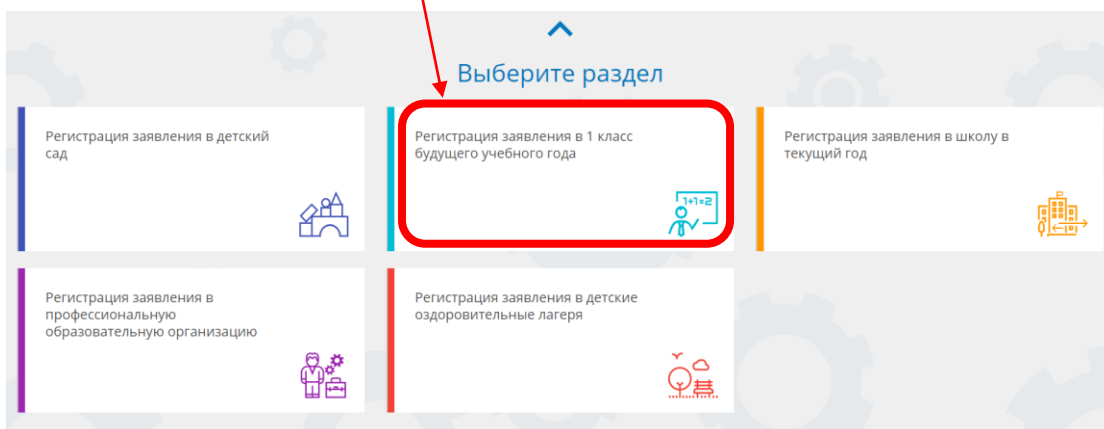 Выберите раздел
Регистрация заявления в детский
сад
Регистрация заявления в 1 класс
будущего учебного года
1+1=2
Регистрация заявления в школу в
текущий год
Регистрация заявления в
профессиональную
образовательную организацию
Регистрация заявления в детские
оздоровительные лагеря